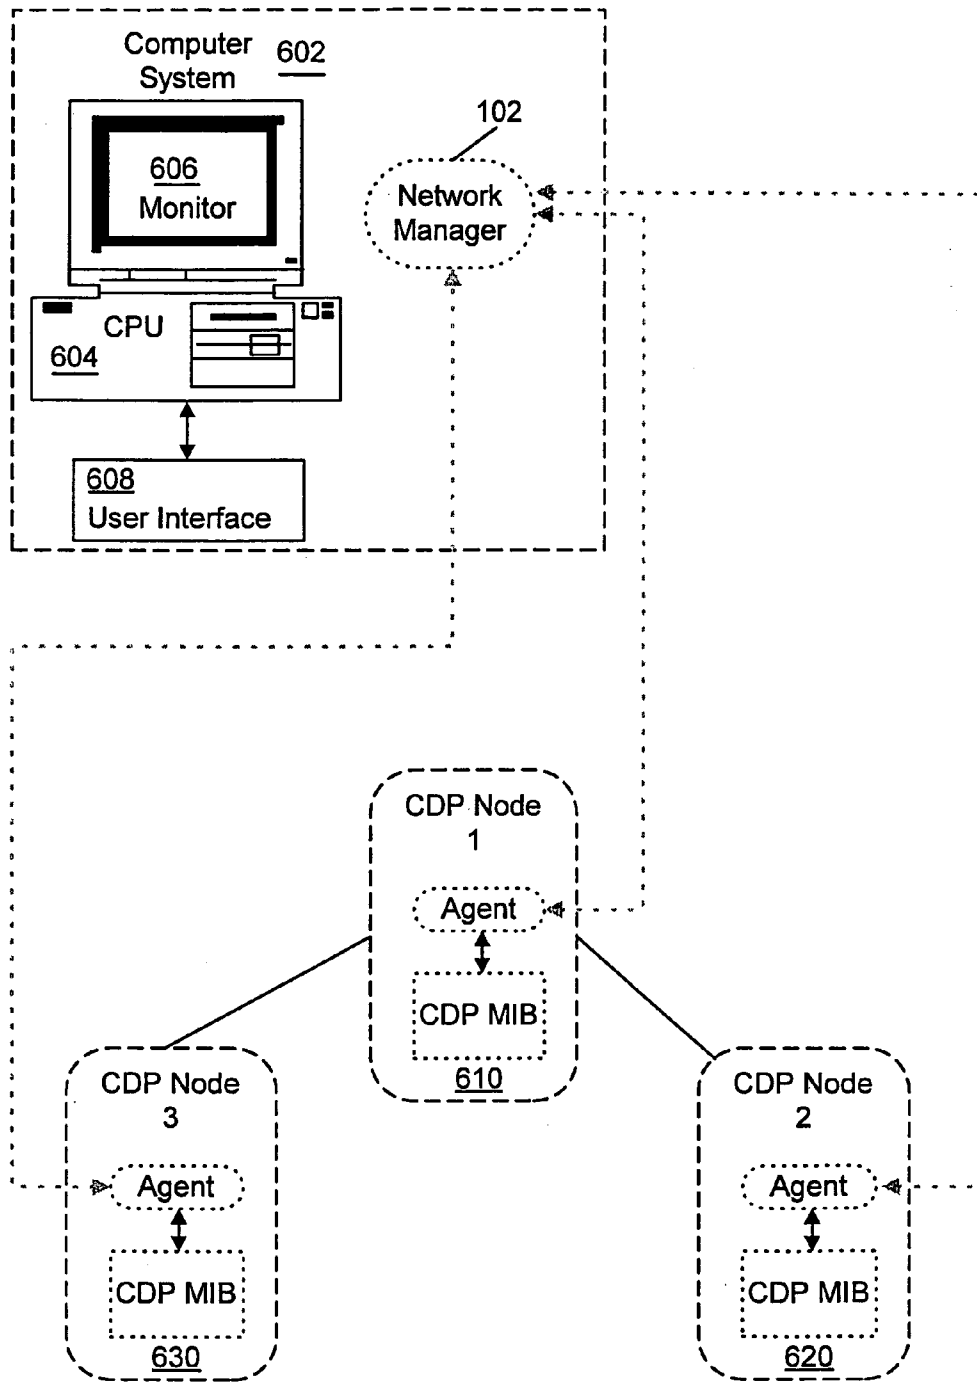 Computer
System
602
102
606
Monitor
Network
Manager
CPU
604
608
User Interface
CDP Node
1
Agent
CDP MIB
610
CDP Node
3
Agent
CDP MIB
630
CDP Node
2
Agent
CDP MIB
620